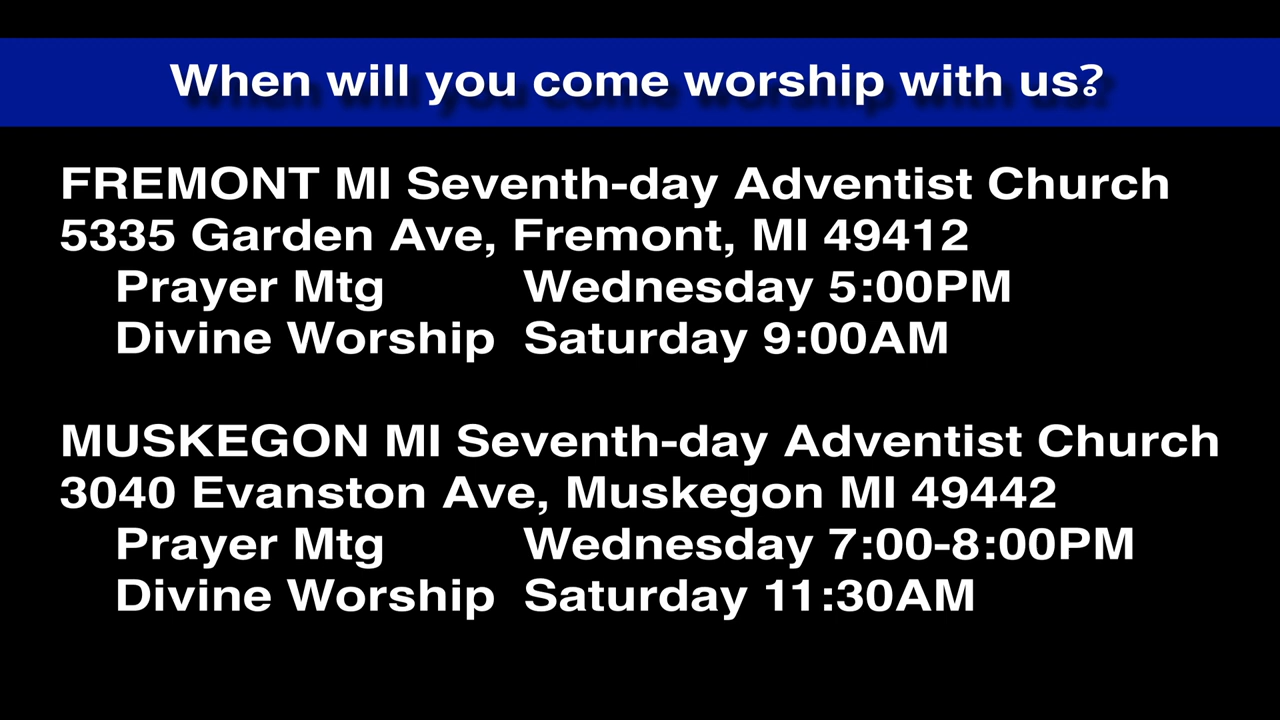 When will you come worship with us?
FREMONT MI Seventh-day Adventist Church
5335 Garden Ave, Fremont, MI 49412
Prayer Mtg Wednesday 5:00PM
Divine Worship Saturday 9:00AM
MUSKEGON MI Seventh-day Adventist Church
3040 Evanston Ave, Muskegon MI 49442
Prayer Mtg Wednesday 7:00-8:00PM
Divine Worship Saturday 11:30AM